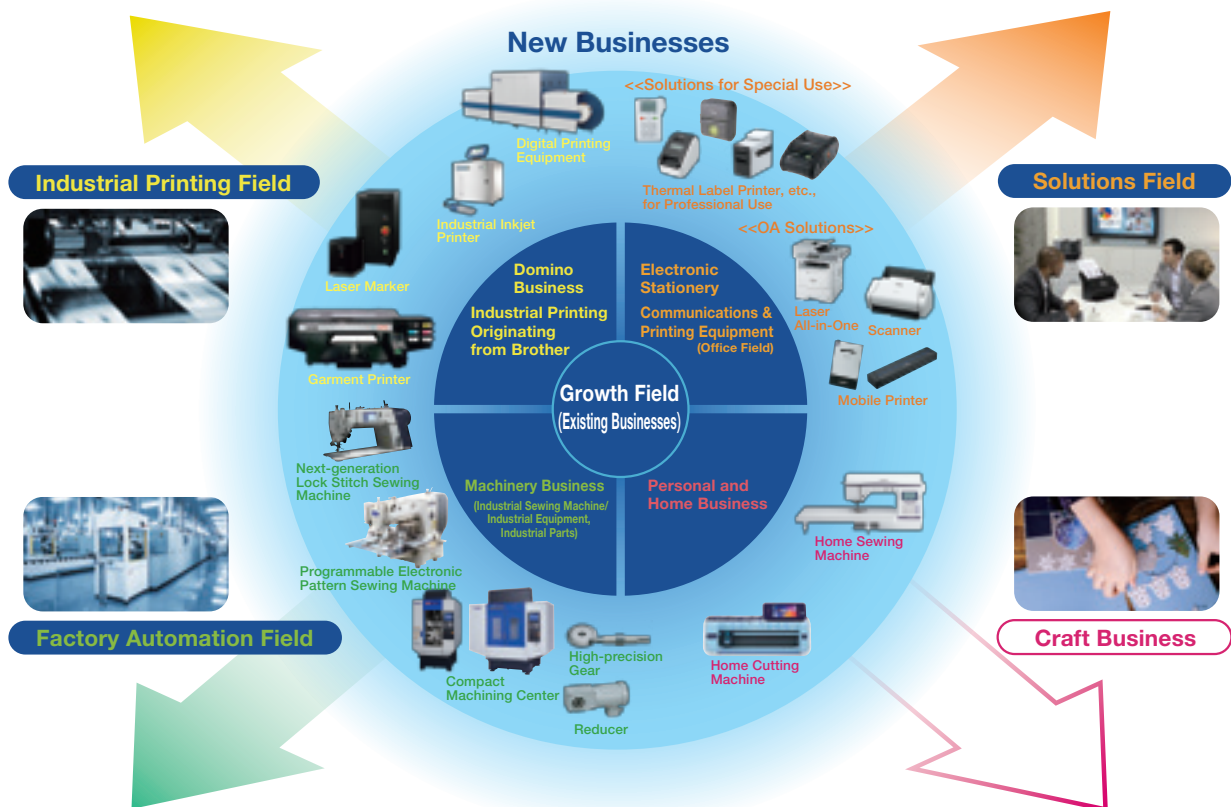 New Businesses
<<Solutions for Special Use>>
Digital Printing
Equipment
Thermal Label Printer, etc.,
for Professional Use
Industrial Printing Field
Solutions Field
Industrial Inkjet
Printer
<<OA Solutions>>
Laser Marker
Domino
Business
Industrial Printing
Originating
from Brother
Electronic
Stationery
Communications &
Printing Equipment
(Office Field)
Laser
All-in-One
Scanner
Garment Printer
Mobile Printer
Growth Field
(Existing Businesses)
Next-generation
Lock Stitch Sewing
Machine
Machinery Business
(Industrial Sewing Machine/
Industrial Equipment,
Industrial Parts)
Personal and
Home Business
Home Sewing
Machine
Programmable Electronic
Pattern Sewing Machine
Factory Automation Field
Craft Business
High-precision
Gear
Home Cutting
Machine
Compact
Machining Center
Reducer